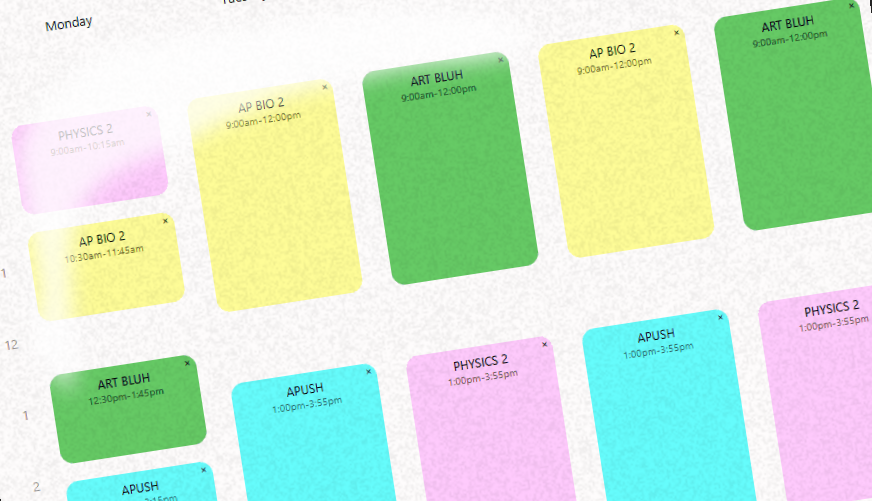 Monday
PHYSICS 2 ×
9:00am-10:15am
AP BIO 2 ×
9:00am-12:00pm
ART BLUH ×
9:00am-12:00pm
AP BIO 2 ×
9:00am-12:00pm
ART BLUH ×
9:00am-12:00pm
1
AP BIO 2 ×
10:30am-11:45am
12
1
ART BLUH ×
12:30pm-1:45pm
APUSH ×
1:00pm-3:55pm
PHYSICS 2 ×
1:00pm-3:55pm
APUSH ×
1:00pm-3:55pm
PHYSICS 2
1:00pm-3:55pm
2
APUSH ×